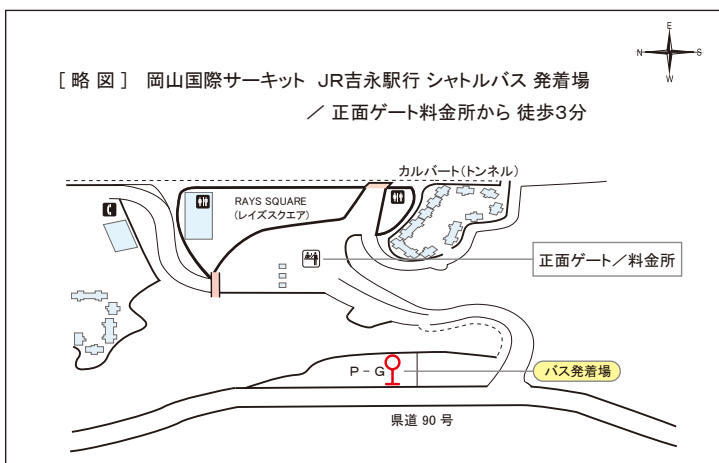 [ 略 図 ] 岡山国際サーキット JR吉永駅行 シャトルバス 発着場
／ 正面ゲート料金所から 徒歩3分
E
N
S
W
カルバート(トンネル)
RAYS SQUARE
(レイズスクエア)
正面ゲート／料金所
P - G
バス発着場
県道 90 号